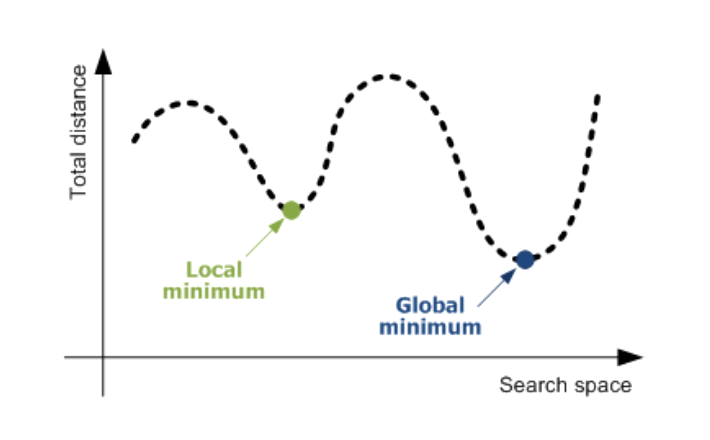 Total distance
Local
minimum
Global
minimum
Search space